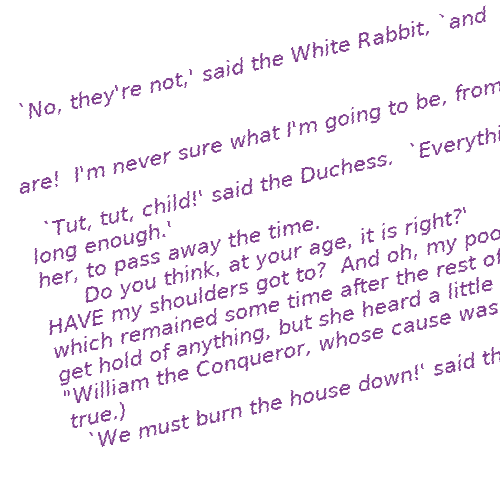 `No, they're not,' said the White Rabbit, `and
are!  I'm never sure what I'm going to be, from
`Tut, tut, child!' said the Duchess.  `Everythi
long enough.'
her, to pass away the time.
Do you think, at your age, it is right?'
HAVE my shoulders got to?  And oh, my poo
which remained some time after the rest of
get hold of anything, but she heard a little
"William the Conqueror, whose cause was
true.)
`We must burn the house down!' said th